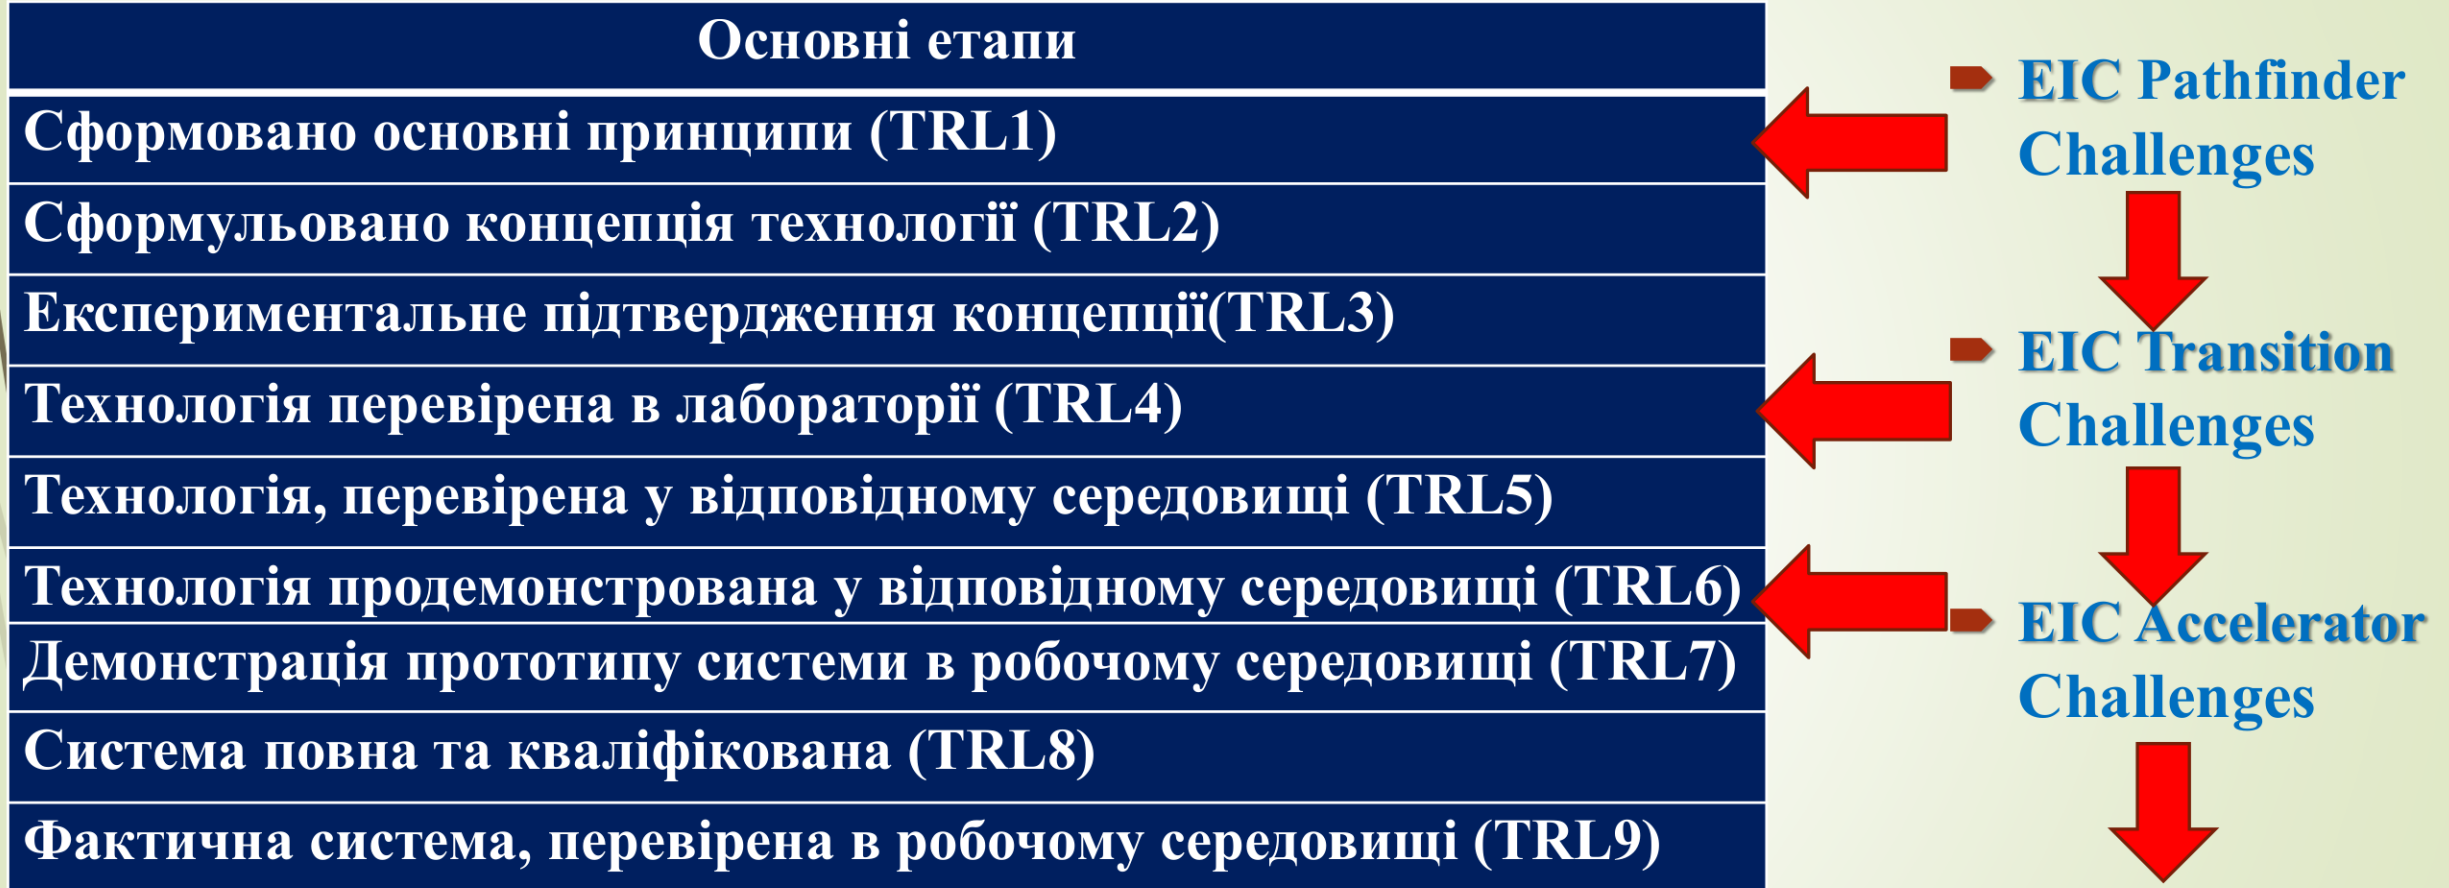 Основні етапи
Сформовано основні принципи (TRL1)
Сформульовано концепція технології (TRL2)
Експериментальне підтвердження концепції(TRL3)
Технологія перевірена в лабораторії (TRL4)
Технологія, перевірена у відповідному середовищі (TRL5)
Технологія продемонстрована у відповідному середовищі (TRL6)
Демонстрація прототипу системи в робочому середовищі (TRL7)
Система повна та кваліфікована (TRL8)
Фактична система, перевірена в робочому середовищі (TRL9)
EIC Pathfinder
Challenges
EIC Transition
Challenges
EIC Accelerator
Challenges